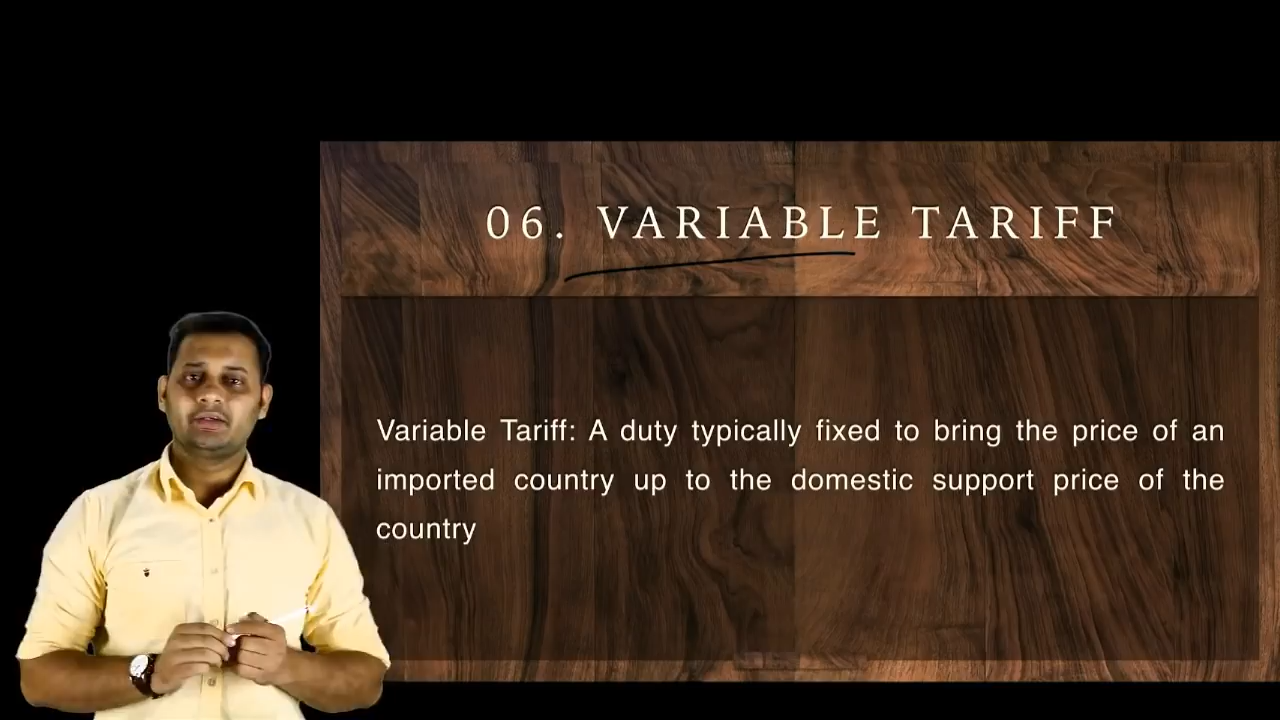 06. VARIABLE TARIFF
Variable Tariff: A duty typically fixed to bring the price of an
imported country up to the domestic support price of the
country